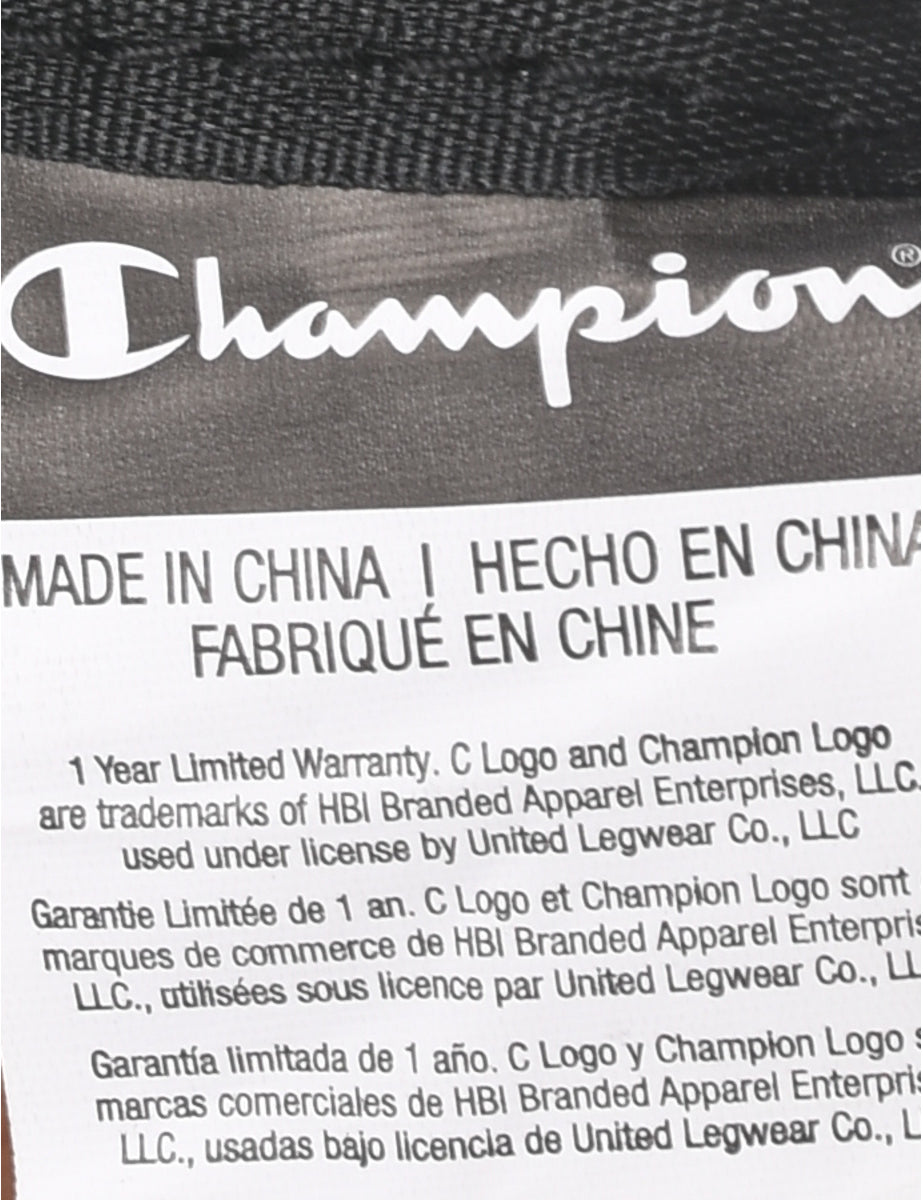 Champion®
MADE IN CHINA | HECHO EN CHINA
FABRIQUÉ EN CHINE
1 Year Limited Warranty. C Logo and Champion Logo
are trademarks of HBI Branded Apparel Enterprises, LLC.
used under license by United Legwear Co., LLC
Garantie Limitée de 1 an. C Logo et Champion Logo sont
marques de commerce de HBI Branded Apparel
LLC., utilisées sous licence par United Legwear Co.,
Garantía limitada de 1 año. C Logo y Champion Logo
marcas comerciales de HBI Branded Apparel
LLC., usadas bajo licencia de United Legwear Co.,